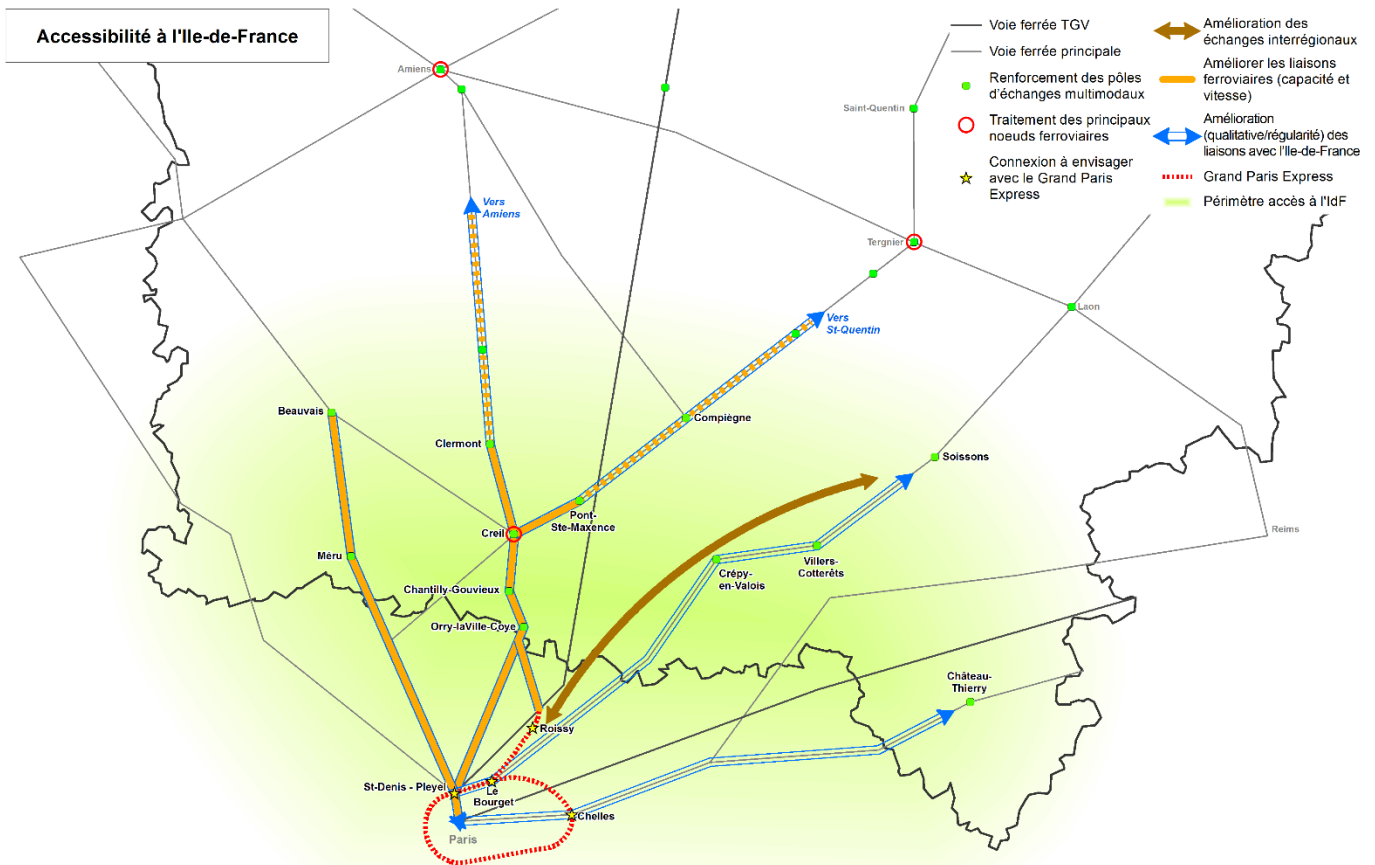 Accessibilité à l'Ile-de-France
Voie ferrée TGV
Voie ferrée principale
Renforcement des pôles
d'échanges multimodaux
Traitement des principaux
noeuds ferroviaires
Connexion à envisager
avec le Grand Paris
Express
Amélioration des
échanges interrégionaux
Améliorer les liaisons
ferroviaires (capacité et
vitesse)
Amélioration
(qualitative/régularité) des
liaisons avec l'Ile-de-France
Grand Paris Express
Périmètre accès à l'IdF
Amiens
Saint-Quentin
Vers
Amiens
Tergnier
Laon
Vers
St-Quentin
Beauvais
Compiègne
Clermont
Soissons
Pont-
Ste-Maxence
Creil
Reims
Méru
Villers-
Cotterêts
Crépy-
en-Valois
Chantilly-Gouvieux
Orry-laVille-Coye
Château-
Thierry
Roissy
St-Denis - Pleyel
Le
Bourget
Chelles
Paris